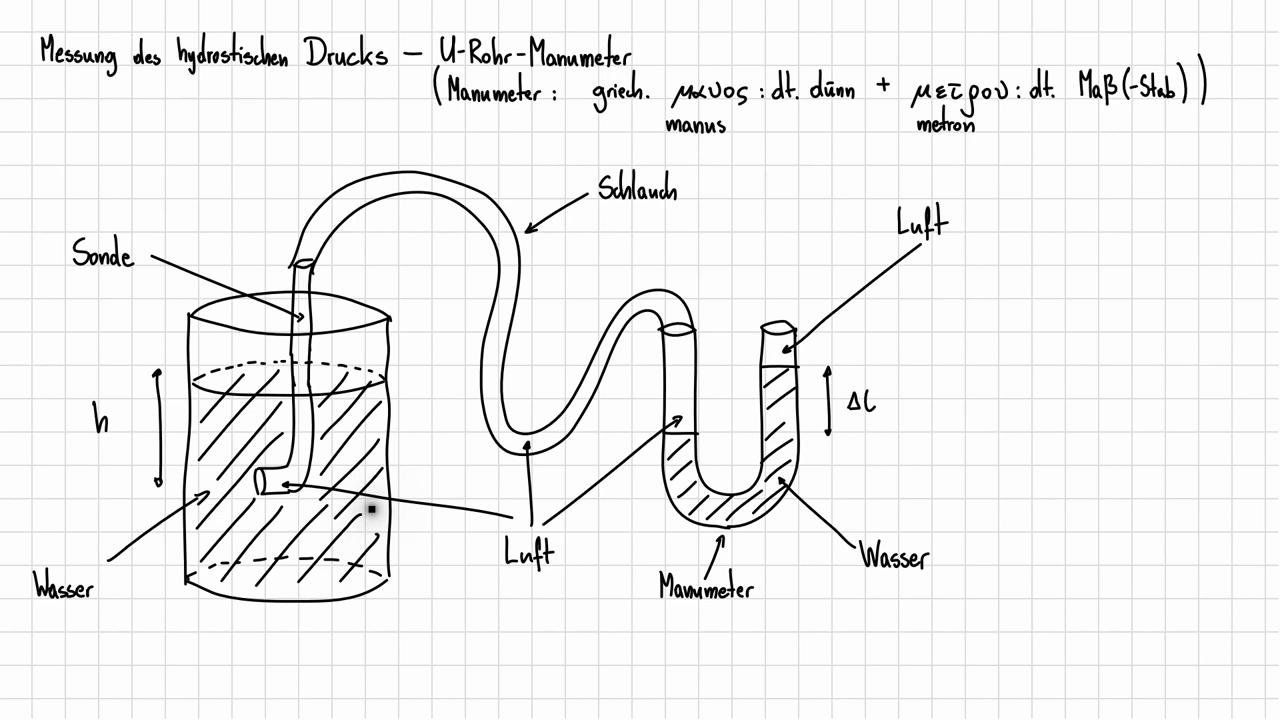 Messung des hydrostischen Drucks – U-Rohr-Manumeter
(Manumeter: griech. μανος: dt. dünn + μετρον: dt. Maß(-Stab))
manus metron
Schlauch
Luft
Sonde
h
Δl
Luft
Wasser
Wasser
Manumeter